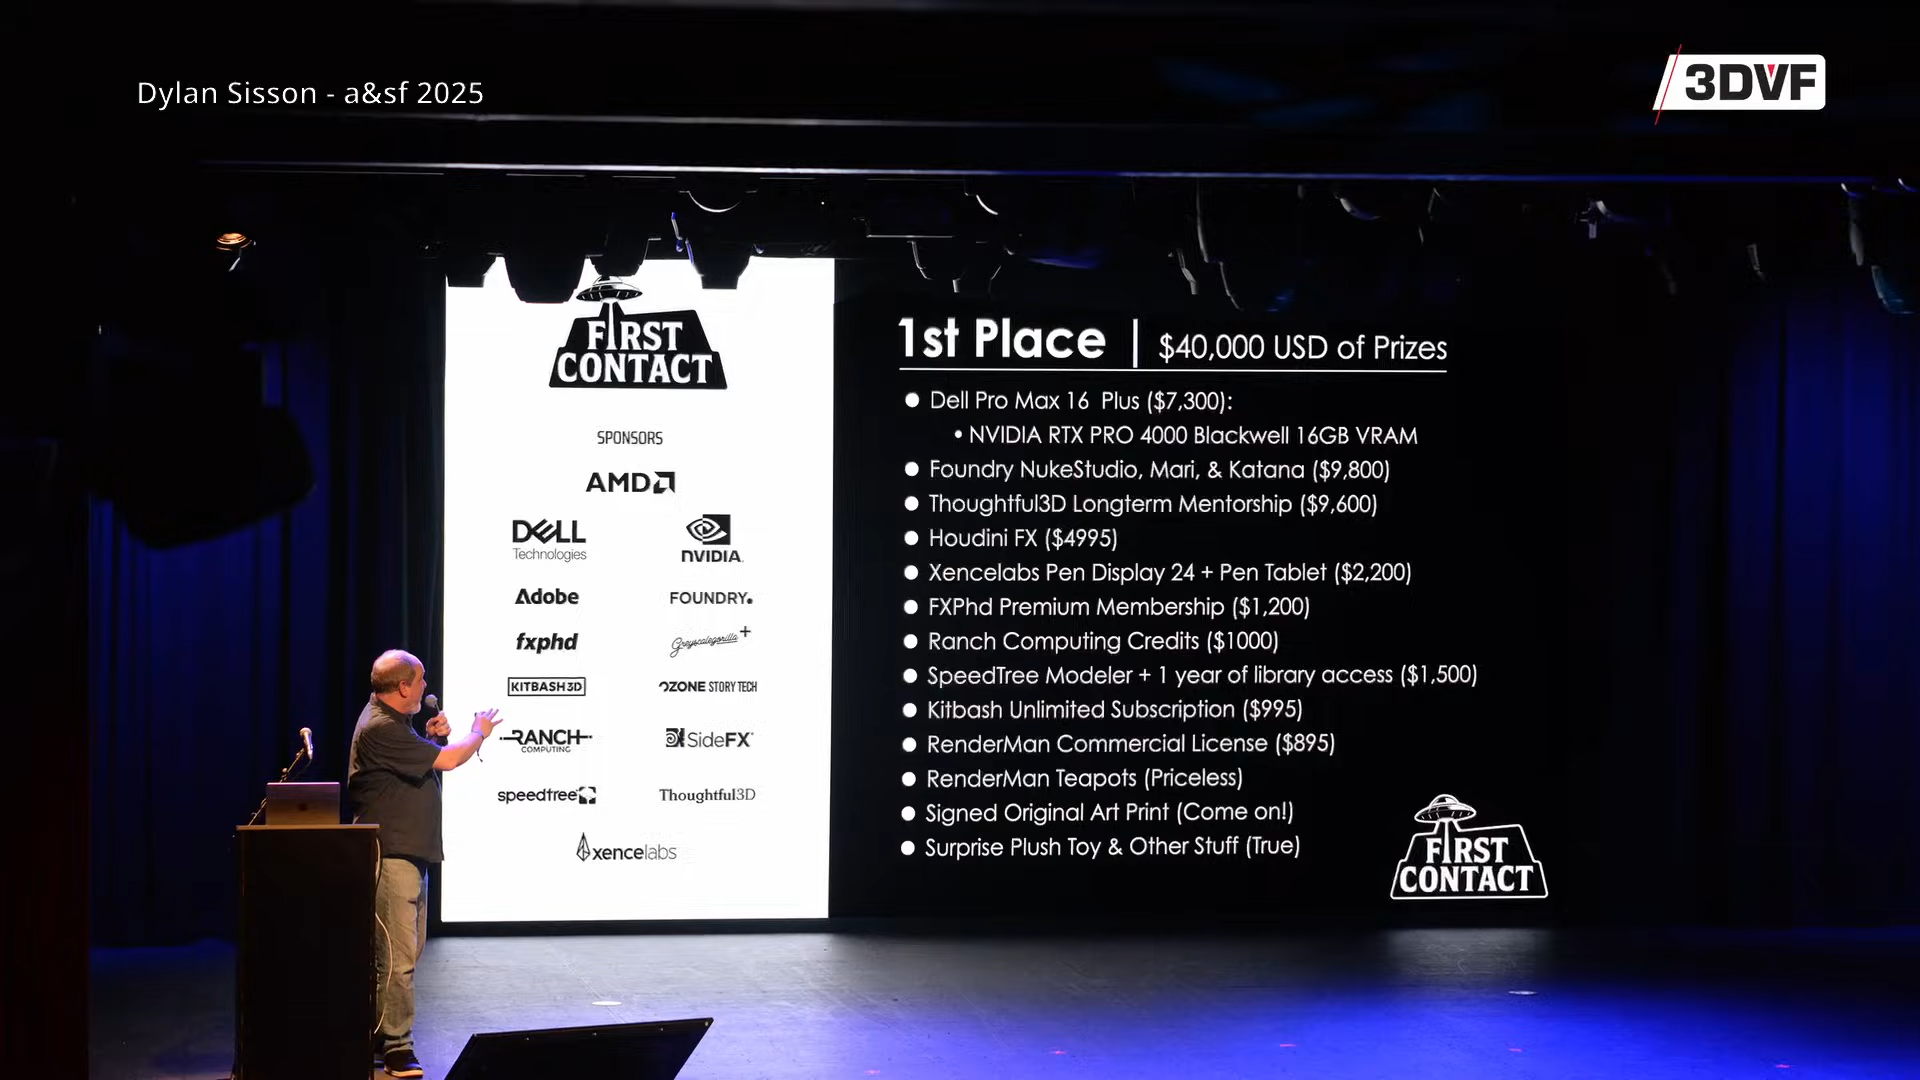 Dylan Sisson - a&sf 2025
3DVF
FIRST
CONTACT
SPONSORS
AMD
DELL
Technologies
NVIDIA.
Adobe
FOUNDRY.
fxphd
Greyscalegorilla+
KITBASH3D
OZONE STORY TECH
RANCH
COMPUTING
SideFX
speedtree
Thoughtful3D
xencelabs
1st Place | $40,000 USD of Prizes
● Dell Pro Max 16 Plus ($7,300):
• NVIDIA RTX PRO 4000 Blackwell 16GB VRAM
● Foundry NukeStudio, Mari, & Katana ($9,800)
● Thoughtful3D Longterm Mentorship ($9,600)
● Houdini FX ($4995)
● Xencelabs Pen Display 24 + Pen Tablet ($2,200)
● FXPhd Premium Membership ($1,200)
● Ranch Computing Credits ($1000)
● SpeedTree Modeler + 1 year of library access ($1,500)
● Kitbash Unlimited Subscription ($995)
● RenderMan Commercial License ($895)
● RenderMan Teapots (Priceless)
● Signed Original Art Print (Come on!)
● Surprise Plush Toy & Other Stuff (True)
FIRST
CONTACT